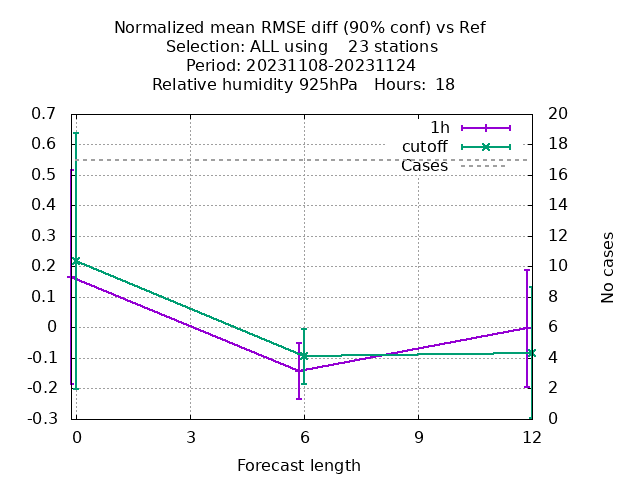 Normalized mean RMSE diff (90% conf) vs Ref
Selection: ALL using    23 stations
Period: 20231108-20231124
Relative humidity 925hPa   Hours:  18
0.7
0.6
0.5
0.4
0.3
0.2
0.1
0
-0.1
-0.2
-0.3
20
18
16
14
12
10
8
6
4
2
0
1h
cutoff
Cases
No cases
0 3 6 9 12
Forecast length